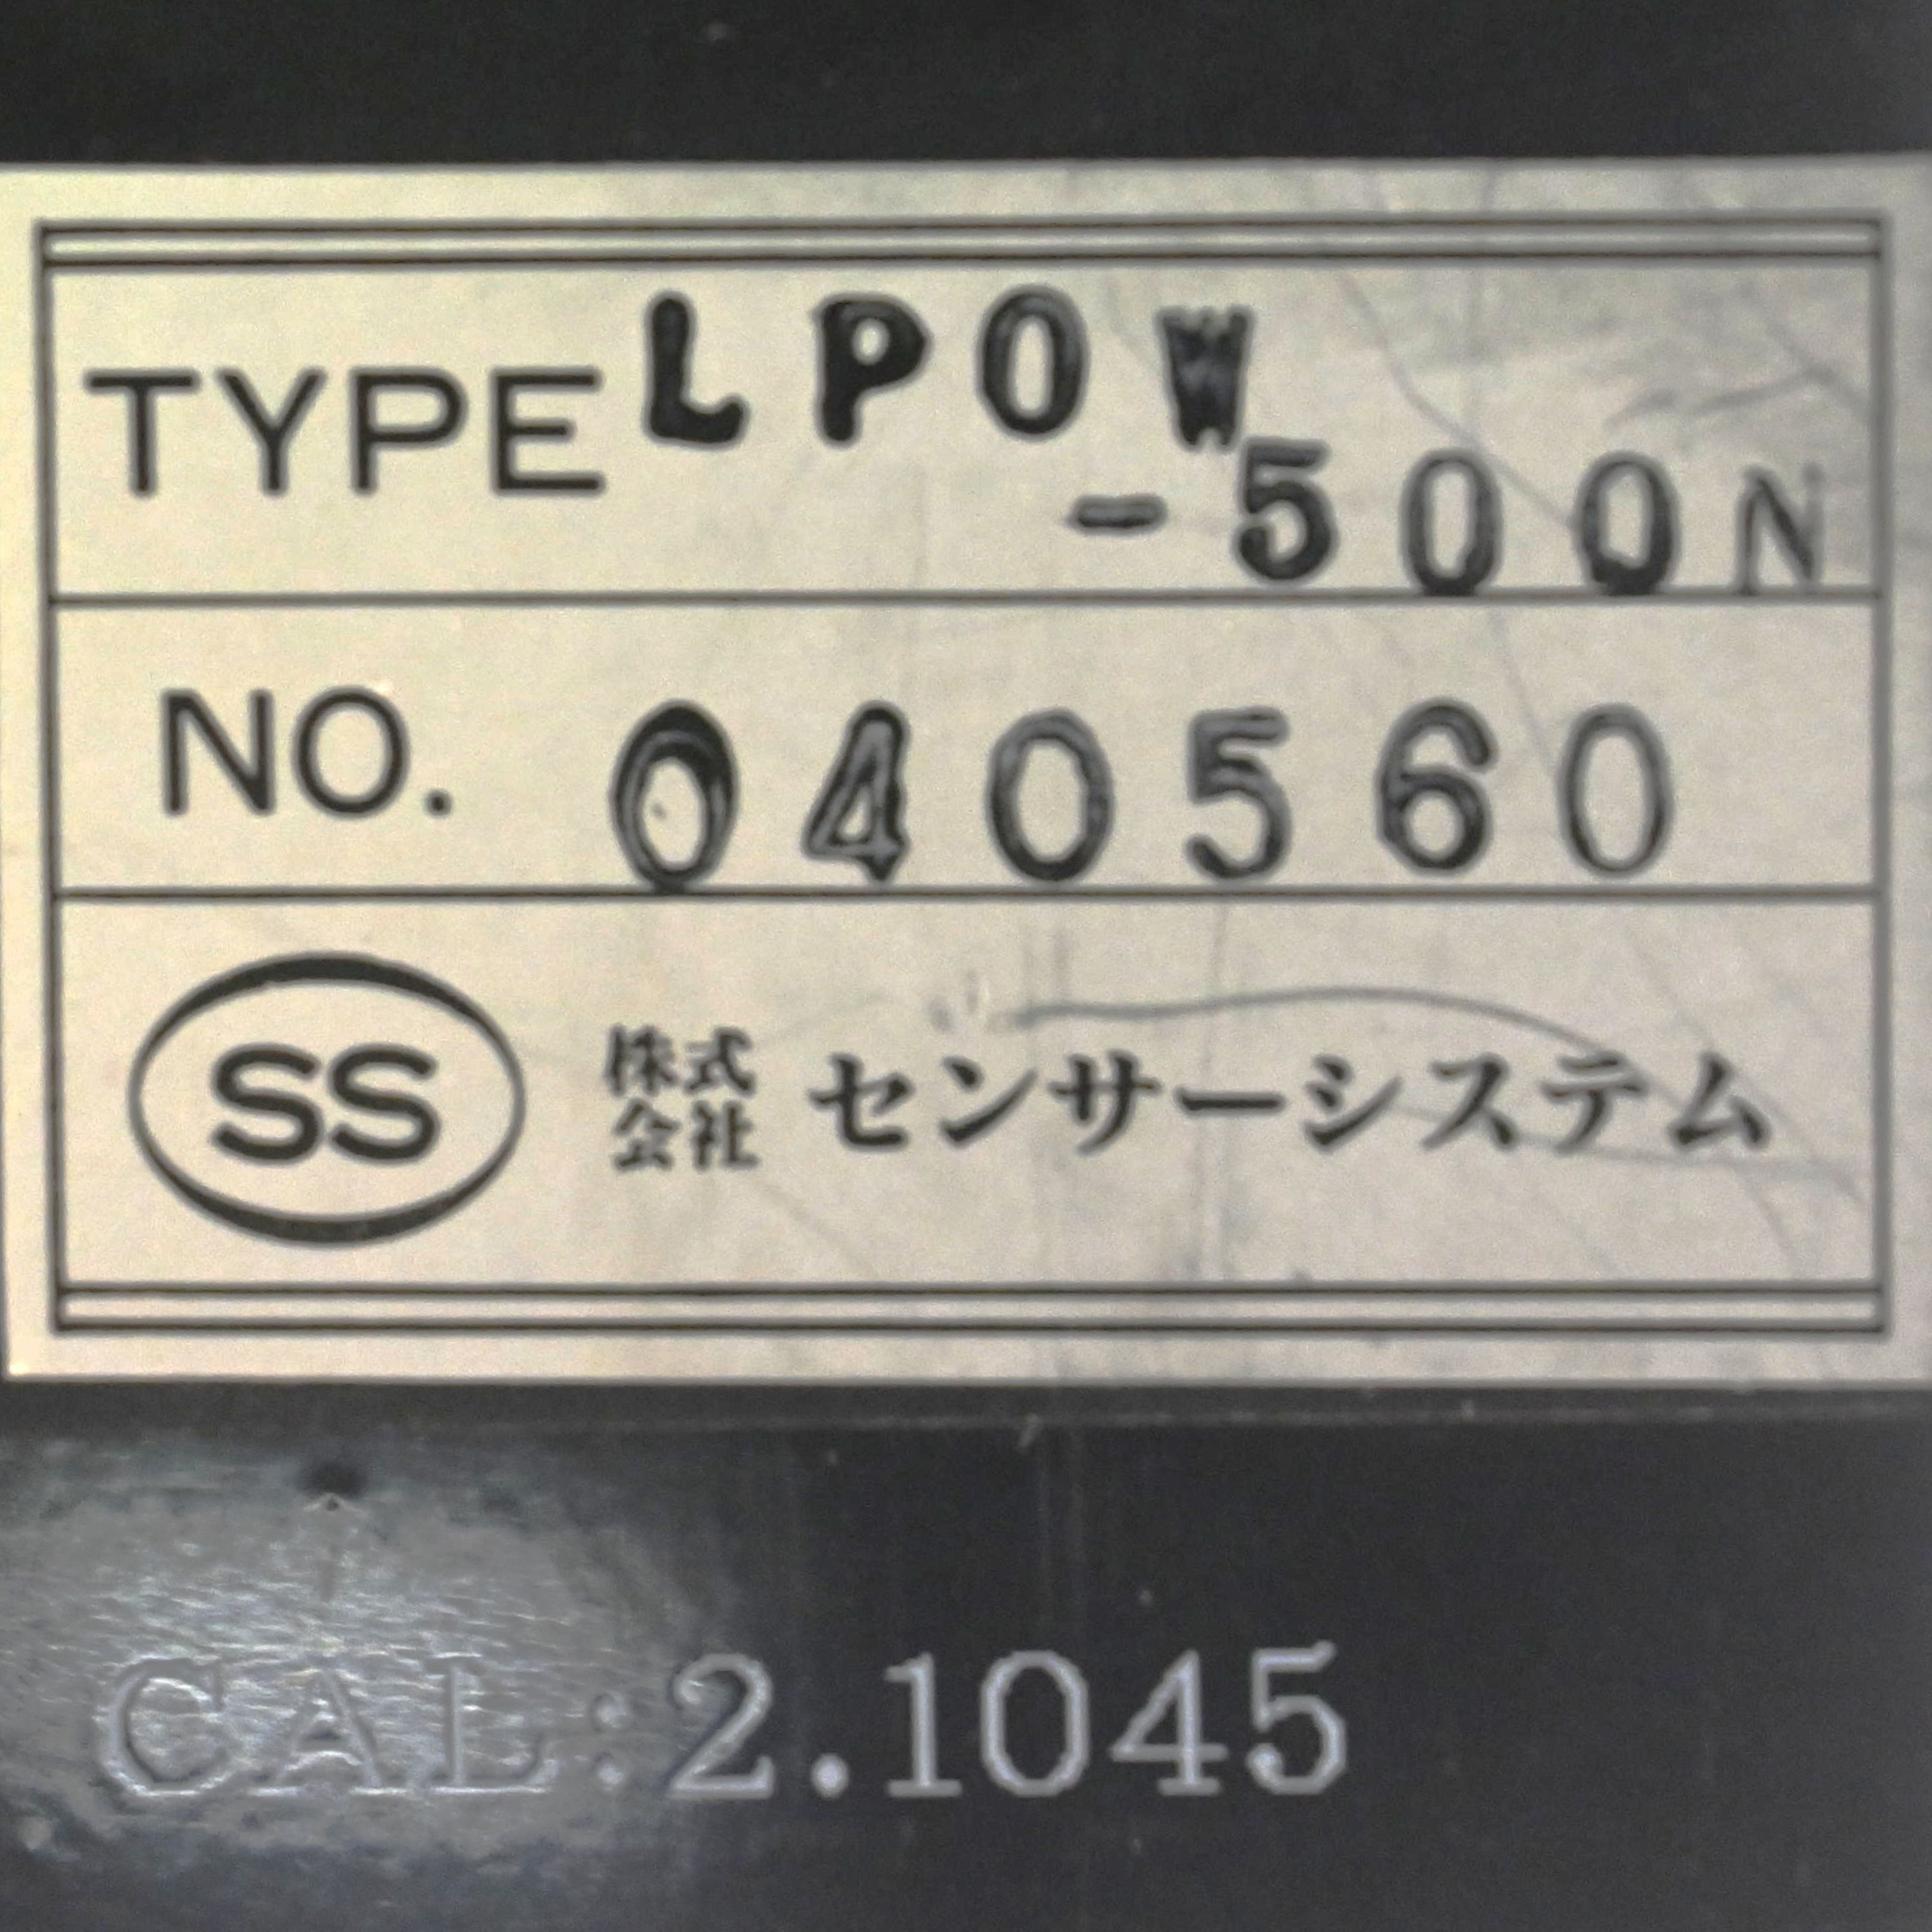 TYPE LPOW
-500N
NO. 040560
SS 株式会社 センサーシステム
CAL:2.1045